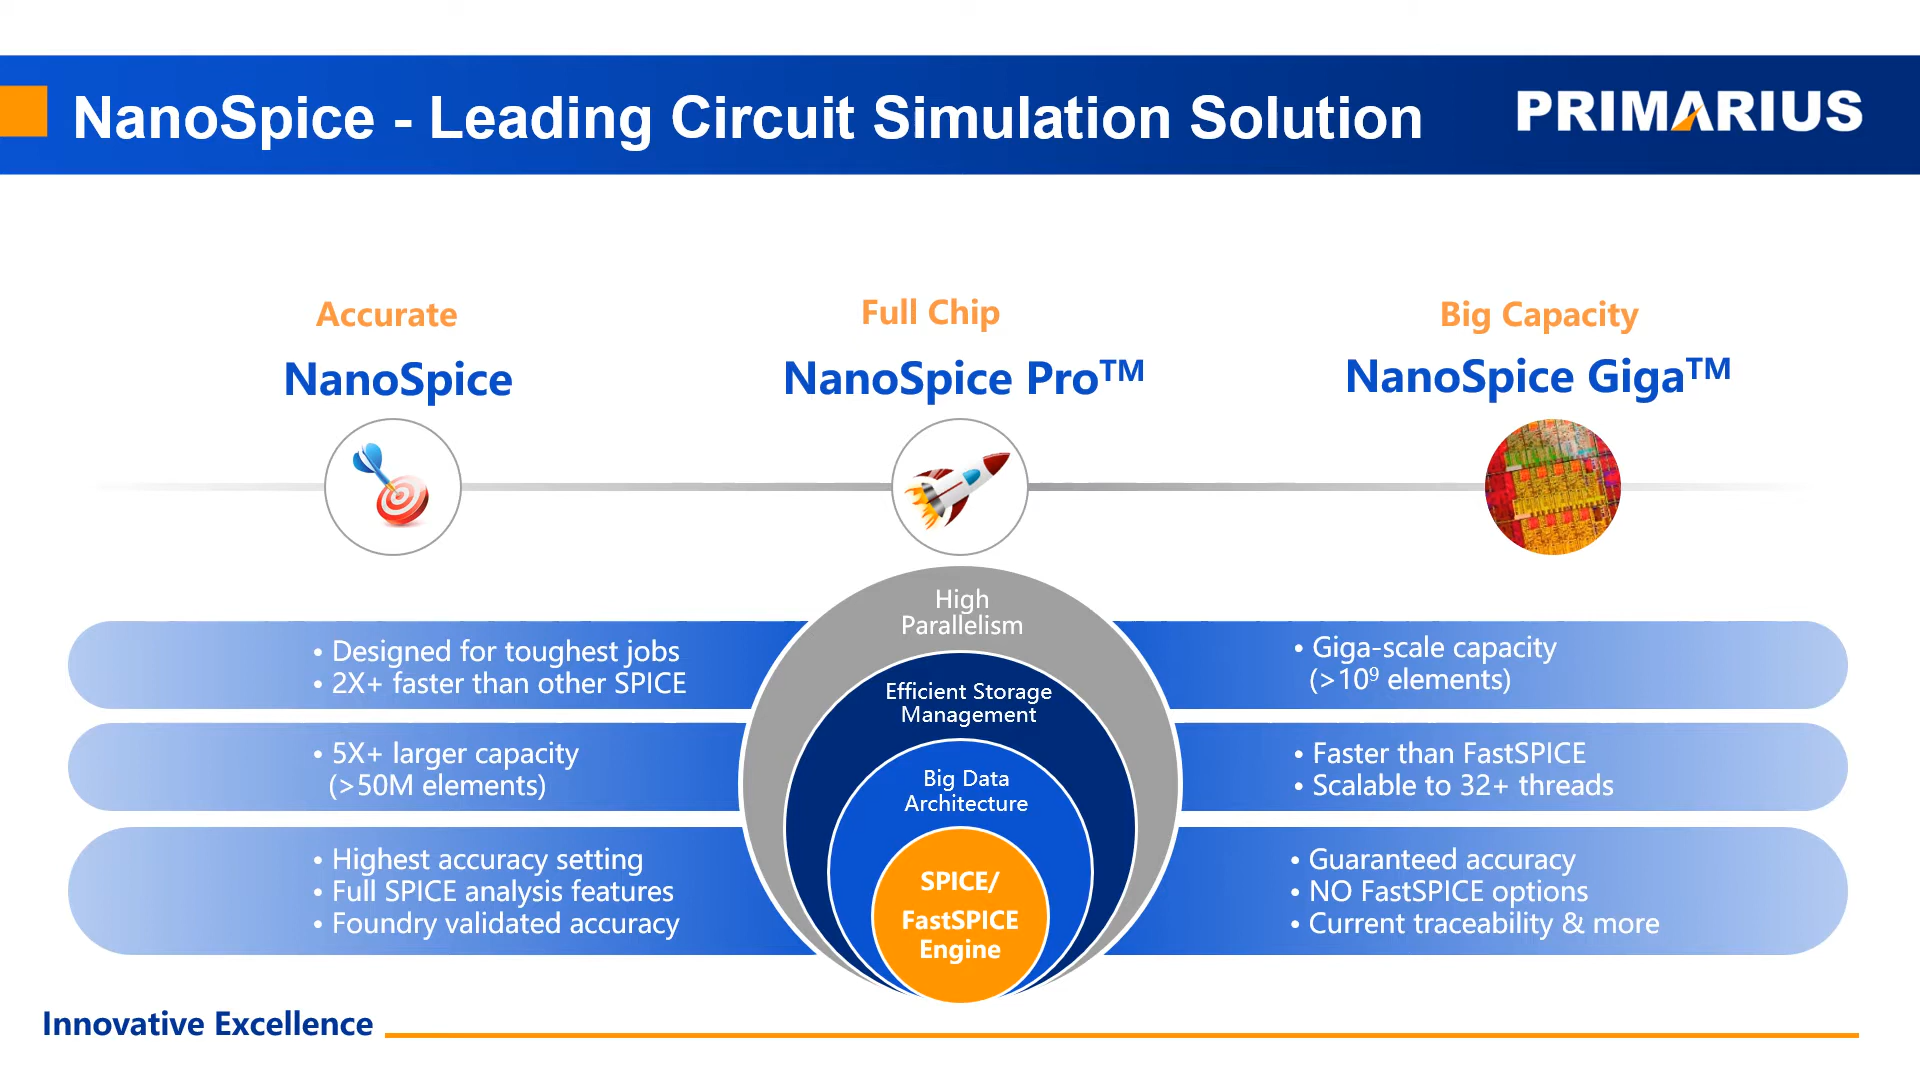 NanoSpice - Leading Circuit Simulation Solution
PRIMARIUS
Accurate
NanoSpice
Full Chip
NanoSpice Pro™
Big Capacity
NanoSpice Giga™
• Designed for toughest jobs
• 2X+ faster than other SPICE
• 5X+ larger capacity
(>50M elements)
• Highest accuracy setting
• Full SPICE analysis features
• Foundry validated accuracy
High
Parallelism
Efficient Storage
Management
Big Data
Architecture
SPICE/
FastSPICE
Engine
• Giga-scale capacity
(>10⁹ elements)
• Faster than FastSPICE
• Scalable to 32+ threads
• Guaranteed accuracy
• NO FastSPICE options
• Current traceability & more
Innovative Excellence